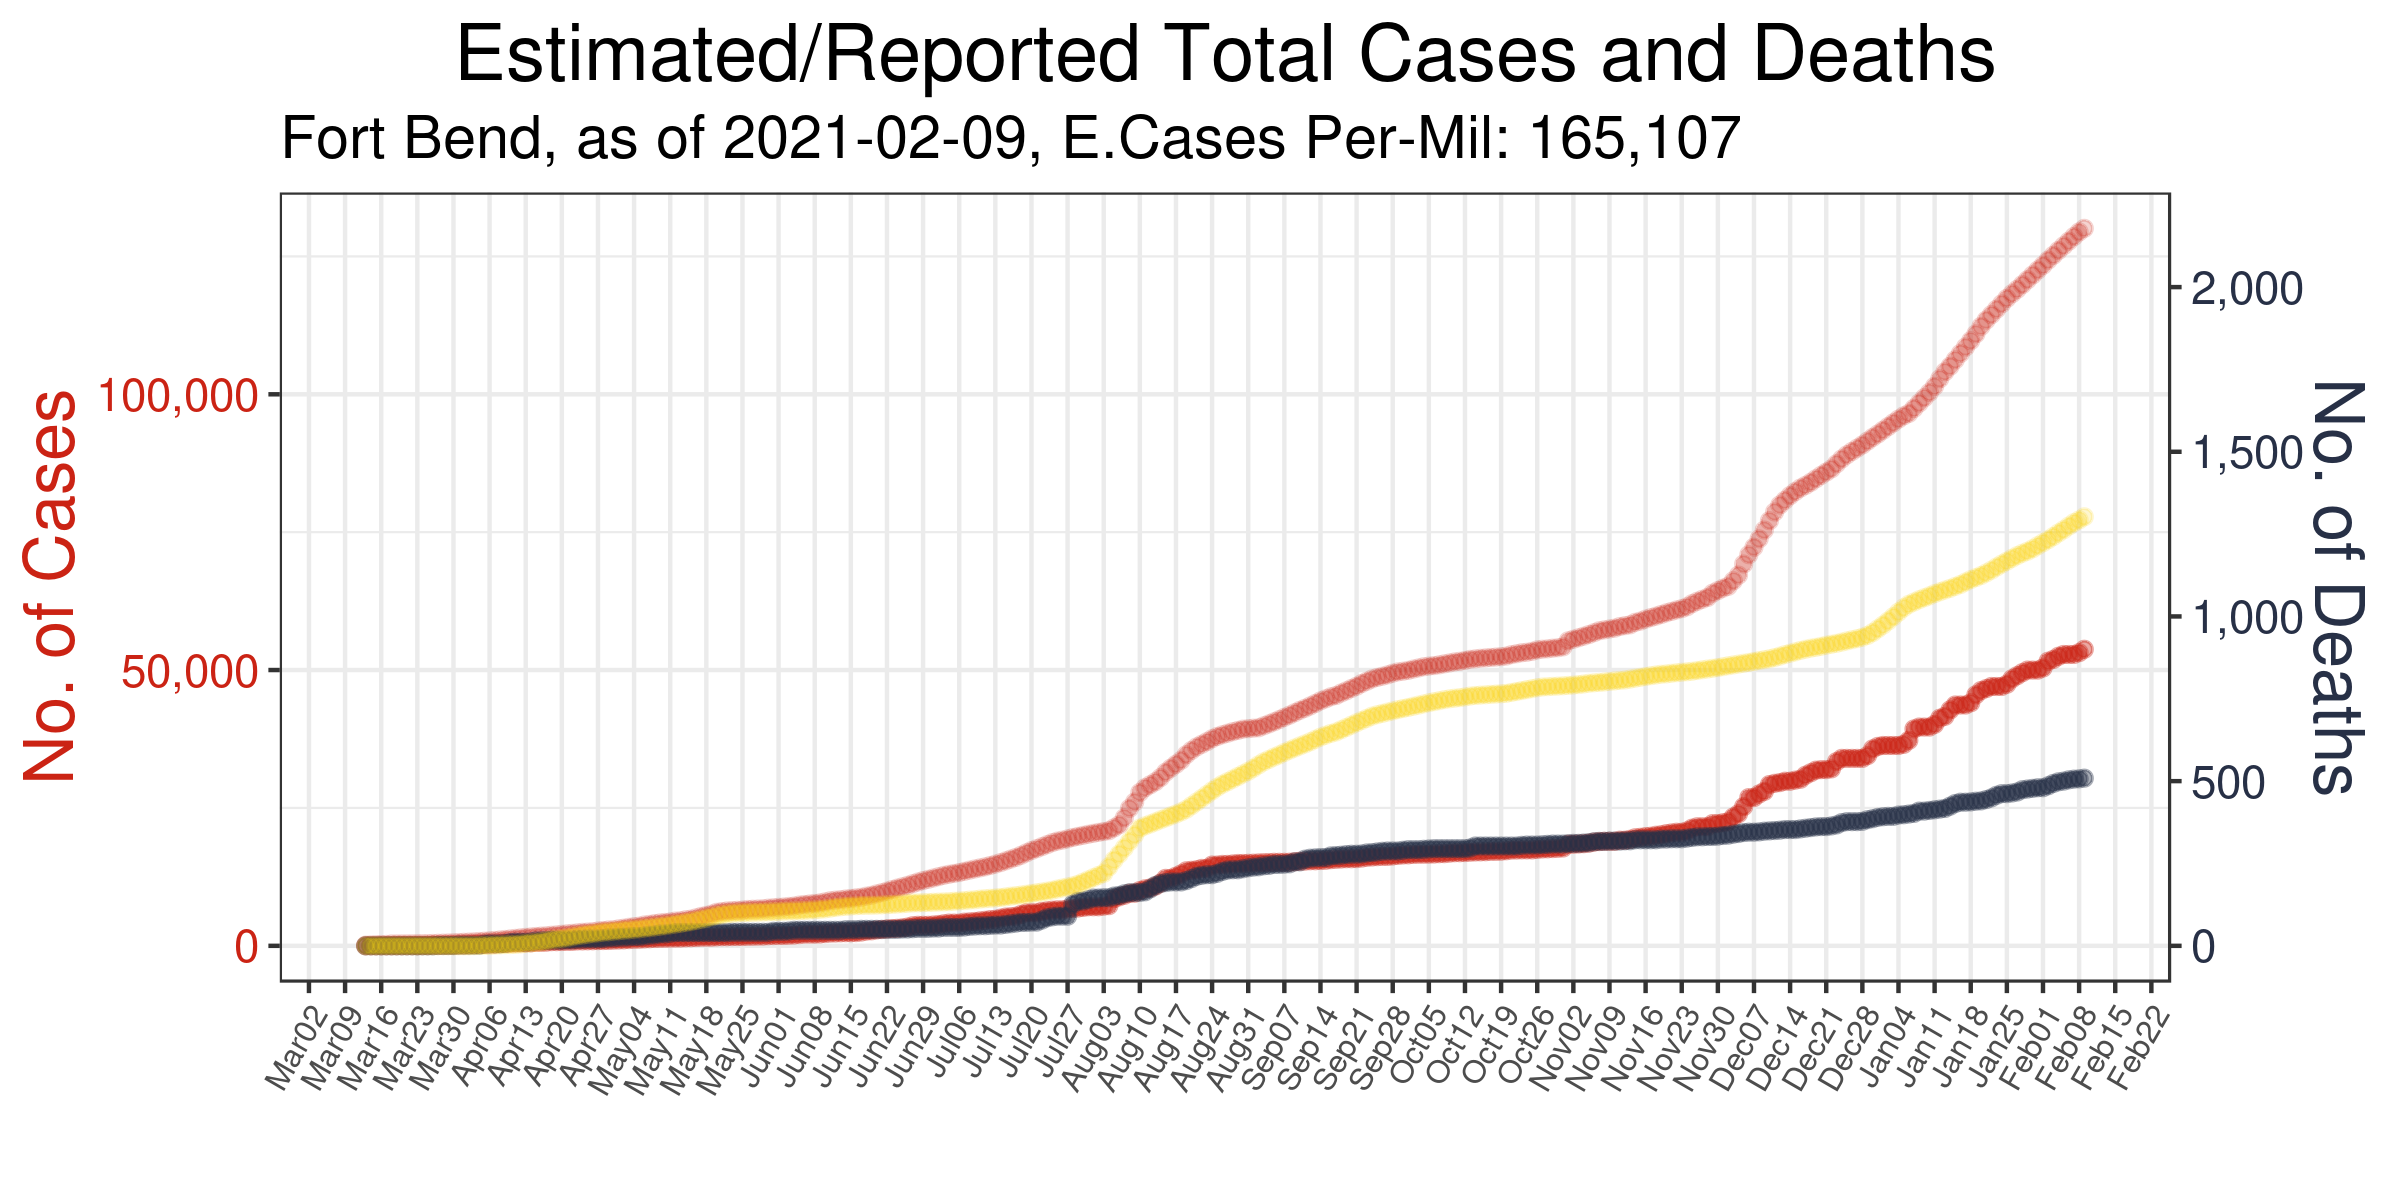 Estimated/Reported Total Cases and Deaths
Fort Bend, as of 2021-02-09, E.Cases Per-Mil: 165,107
No. of Cases
100,000
50,000
0
2,000
1,500
1,000
500
0
No. of Deaths
Mar02
Mar09
Mar16
Mar23
Mar30
Apr06
Apr13
Apr20
Apr27
May04
May11
May18
May25
Jun01
Jun08
Jun15
Jun22
Jun29
Jul06
Jul13
Jul20
Jul27
Aug03
Aug10
Aug17
Aug24
Aug31
Sep07
Sep14
Sep21
Sep28
Oct05
Oct12
Oct19
Oct26
Nov02
Nov09
Nov16
Nov23
Nov30
Dec07
Dec14
Dec21
Dec28
Jan04
Jan11
Jan18
Jan25
Feb01
Feb08
Feb15
Feb22